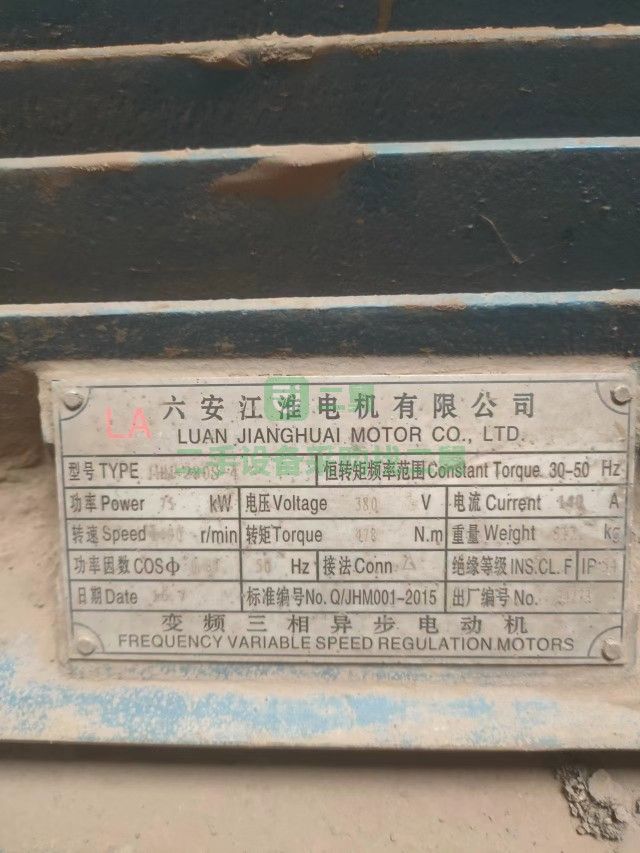 LA 六安江淮电机有限公司
LUAN JIANGHUAI MOTOR CO., LTD.
型号 TYPE 恒转矩频率范围 Constant Torque 30-50 Hz
功率 Power 75 kW 电压 Voltage 380 V 电流 Current A
转速 Speed r/min 转矩 Torque 478 N.m 重量 Weight kg
功率因数 COSΦ 50 Hz 接法 Conn △ 绝缘等级 INS.CL.F IP54
日期 Date 标准编号 No. Q/JHM001-2015 出厂编号 No.
变频三相异步电动机
FREQUENCY VARIABLE SPEED REGULATION MOTORS